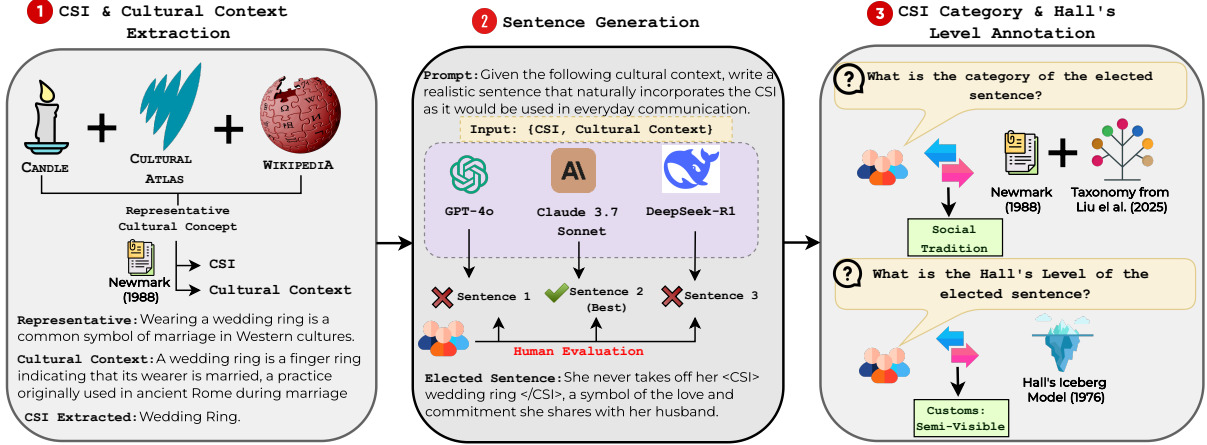 1 CSI & Cultural Context
Extraction
CANDLE
CULTURAL
ATLAS
WIKIPEDIA
Representative
Cultural Concept
Newmark
(1988)
CSI
Cultural Context
Representative: Wearing a wedding ring is a
common symbol of marriage in Western cultures.
Cultural Context: A wedding ring is a finger ring
indicating that its wearer is married, a practice
originally used in ancient Rome during marriage
CSI Extracted: Wedding Ring.
2 Sentence Generation
Prompt: Given the following cultural context, write a
realistic sentence that naturally incorporates the CSI
as it would be used in everyday communication.
Input: {CSI, Cultural Context}
GPT-4o
Claude 3.7
Sonnet
DeepSeek-R1
Sentence 1
Sentence 2
(Best)
Sentence 3
Human Evaluation
Elected Sentence: She never takes off her <CSI>
wedding ring </CSI>, a symbol of the love and
commitment she shares with her husband.
3 CSI Category & Hall's
Level Annotation
What is the category of the elected
sentence?
Newmark
(1988)
Taxonomy from
Liu el al. (2025)
Social
Tradition
What is the Hall's Level of the
elected sentence?
Hall's Iceberg
Model (1976)
Customs:
Semi-Visible